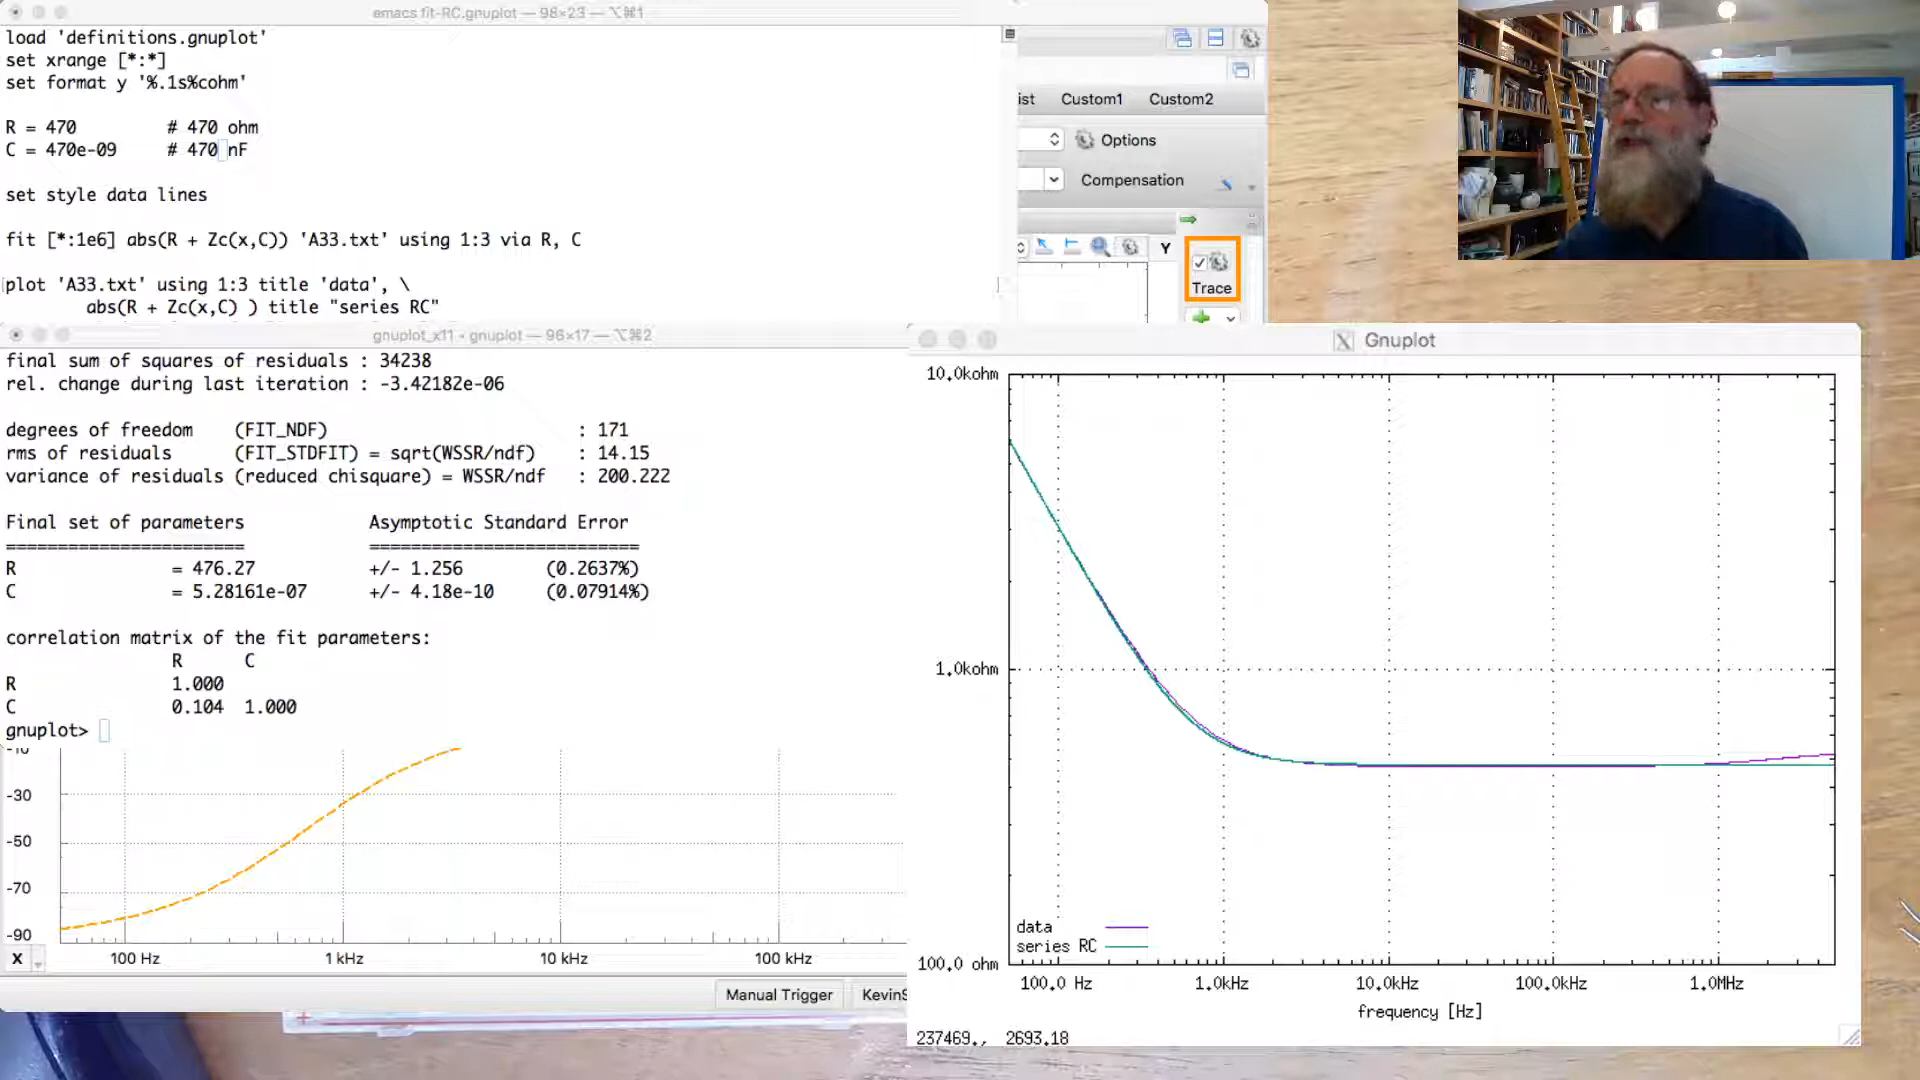 emacs fit-RC.gnuplot — 98×23 — ⌥⌘1
load 'definitions.gnuplot'
set xrange [*:*]
set format y '%.1s%cohm'
R = 470 # 470 ohm
C = 470e-09 # 470 nF
set style data lines
fit [*:1e6] abs(R + Zc(x,C)) 'A33.txt' using 1:3 via R, C
plot 'A33.txt' using 1:3 title 'data', \
abs(R + Zc(x,C) ) title "series RC"
ist Custom1 Custom2
Options
Compensation
Y
Trace
gnuplot_x11 • gnuplot — 96×17 — ⌥⌘2
final sum of squares of residuals : 34238
rel. change during last iteration : -3.42182e-06
degrees of freedom (FIT_NDF) : 171
rms of residuals (FIT_STDFIT) = sqrt(WSSR/ndf) : 14.15
variance of residuals (reduced chisquare) = WSSR/ndf : 200.222
Final set of parameters Asymptotic Standard Error
======================= ==========================
R = 476.27 +/- 1.256 (0.2637%)
C = 5.28161e-07 +/- 4.18e-10 (0.07914%)
correlation matrix of the fit parameters:
R C
R 1.000
C 0.104 1.000
gnuplot>
-30
-50
-70
-90
X 100 Hz 1 kHz 10 kHz 100 kHz
Manual Trigger KevinS
Gnuplot
10.0kohm
1.0kohm
100.0 ohm
data
series RC
100.0 Hz 1.0kHz 10.0kHz 100.0kHz 1.0MHz
frequency [Hz]
237469., 2693.18